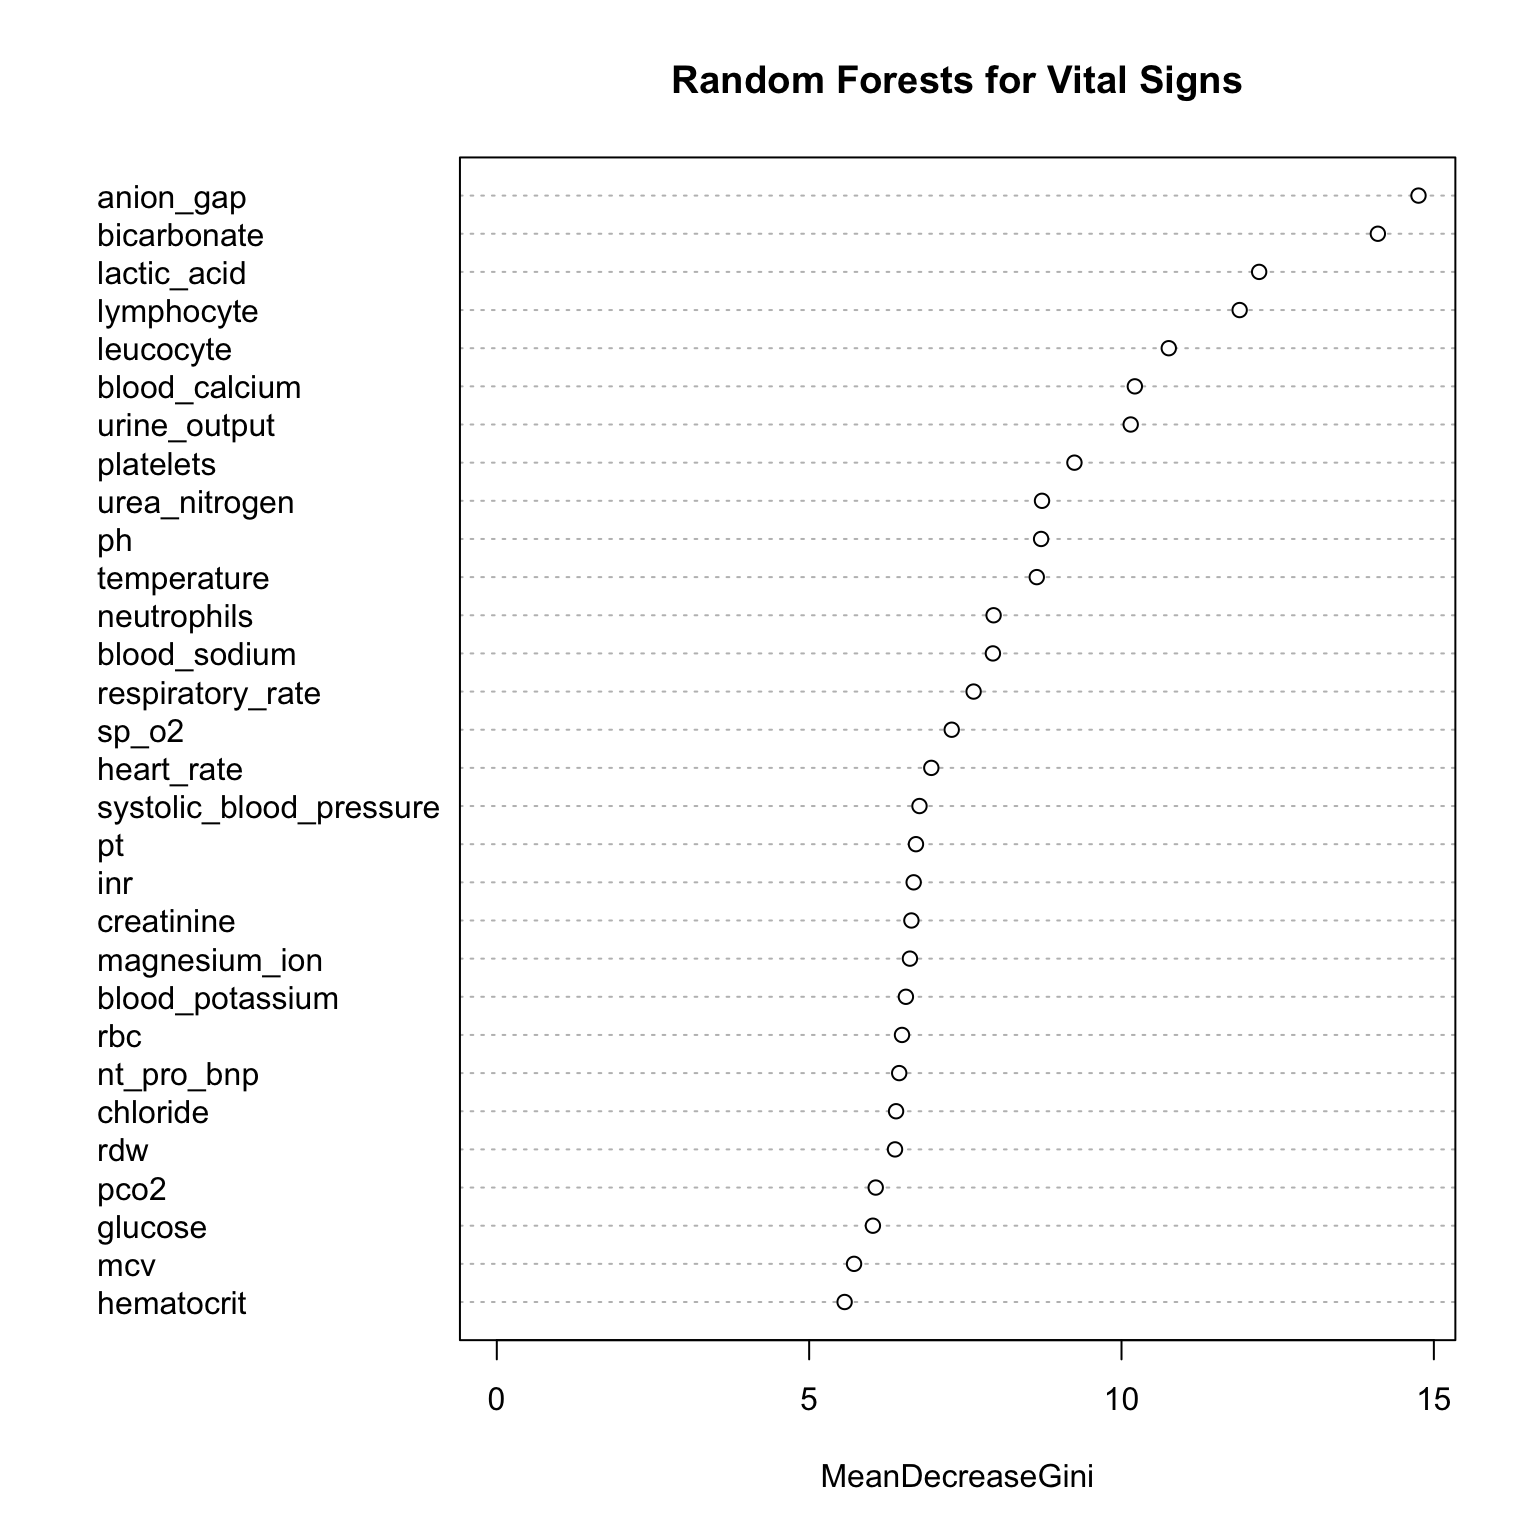 Random Forests for Vital Signs
anion_gap
bicarbonate
lactic_acid
lymphocyte
leucocyte
blood_calcium
urine_output
platelets
urea_nitrogen
ph
temperature
neutrophils
blood_sodium
respiratory_rate
sp_o2
heart_rate
systolic_blood_pressure
pt
inr
creatinine
magnesium_ion
blood_potassium
rbc
nt_pro_bnp
chloride
rdw
pco2
glucose
mcv
hematocrit
0 5 10 15
MeanDecreaseGini